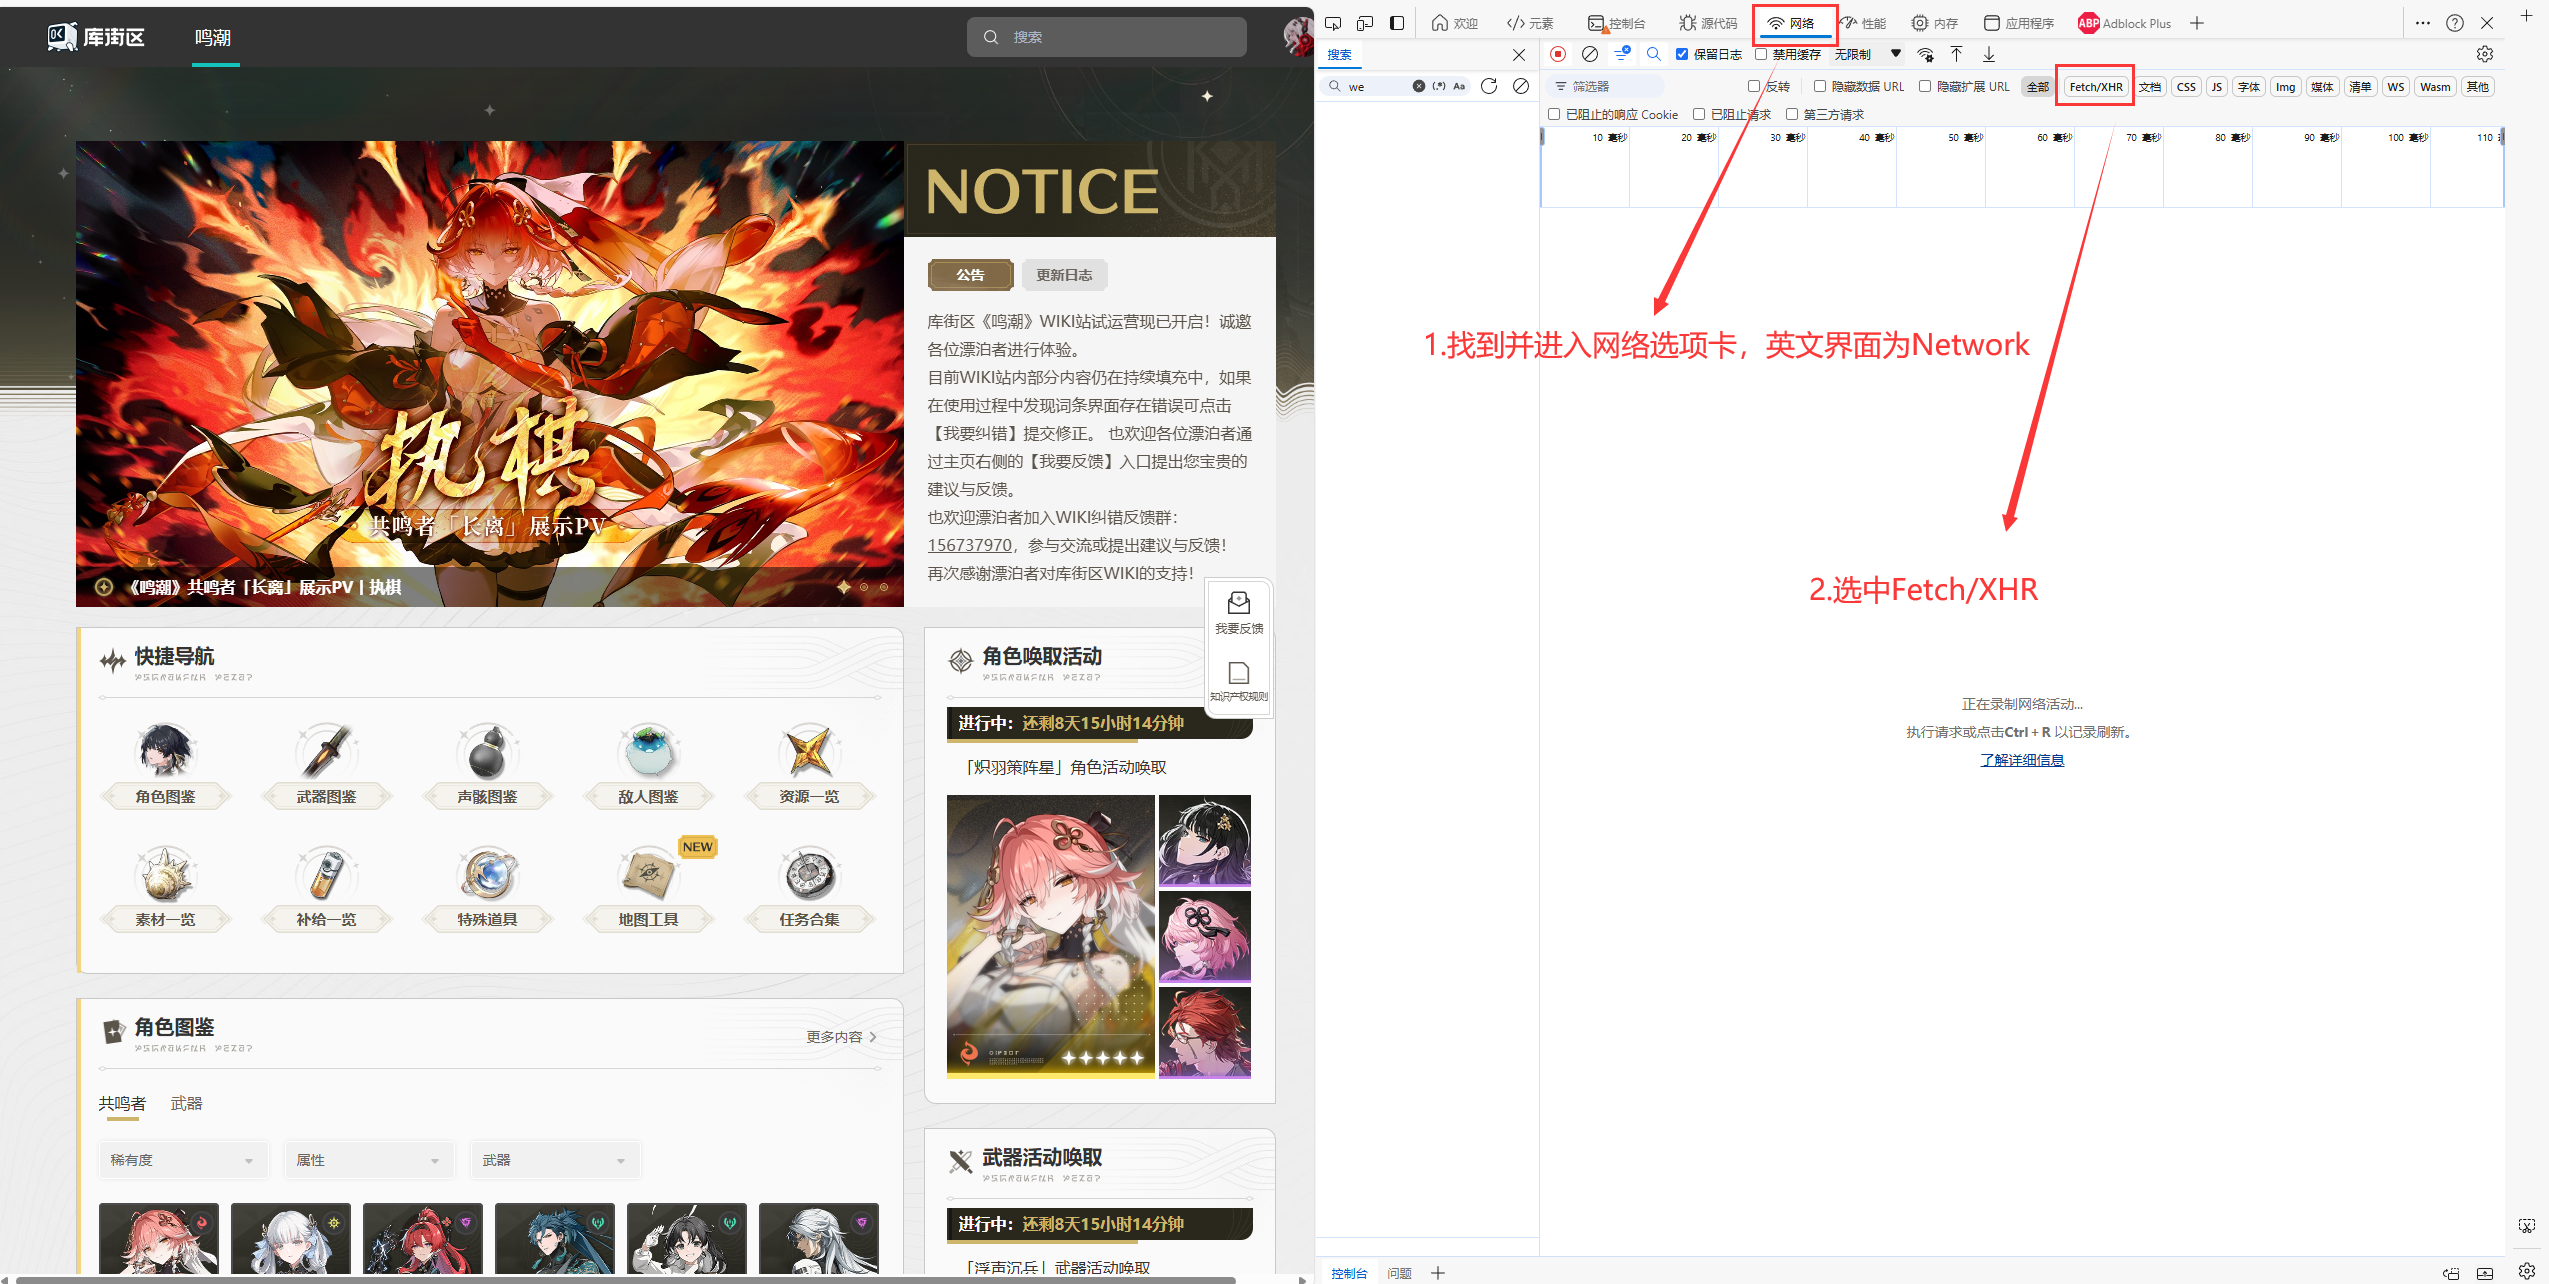 库街区
鸣潮
搜索
NOTICE
公告
更新日志
库街区《鸣潮》WIKI站试运营现已开启！诚邀
各位漂泊者进行体验。
目前WIKI站内部分内容仍在持续填充中，如果
在使用过程中发现词条界面存在错误可点击
【我要纠错】提交修正。 也欢迎各位漂泊者通
过主页右侧的【我要反馈】入口提出您宝贵的
建议与反馈。
也欢迎漂泊者加入WIKI纠错反馈群：
156737970，参与交流或提出建议与反馈！
再次感谢漂泊者对库街区WIKI的支持！
执棋
共鸣者「长离」展示PV
《鸣潮》共鸣者「长离」展示PV | 执棋
我要反馈
知识产权规则
快捷导航
角色图鉴
武器图鉴
声骸图鉴
敌人图鉴
资源一览
素材一览
补给一览
特殊道具
NEW
地图工具
任务合集
角色唤取活动
进行中：还剩8天15小时14分钟
「炽羽策阵星」角色活动唤取
角色图鉴
更多内容
共鸣者
武器
稀有度
属性
武器
武器活动唤取
进行中：还剩8天15小时14分钟
「浮声沉兵」武器活动唤取
欢迎
元素
控制台
源代码
网络
性能
内存
应用程序
ABP Adblock Plus
搜索
we
Aa
保留日志
禁用缓存
无限制
筛选器
反转
隐藏数据 URL
隐藏扩展 URL
全部
Fetch/XHR
文档
CSS
JS
字体
Img
媒体
清单
WS
Wasm
其他
已阻止的响应 Cookie
已阻止请求
第三方请求
10 毫秒
20 毫秒
30 毫秒
40 毫秒
50 毫秒
60 毫秒
70 毫秒
80 毫秒
90 毫秒
100 毫秒
110
1.找到并进入网络选项卡，英文界面为Network
2.选中Fetch/XHR
正在录制网络活动...
执行请求或点击Ctrl + R 以记录刷新。
了解详细信息
控制台
问题